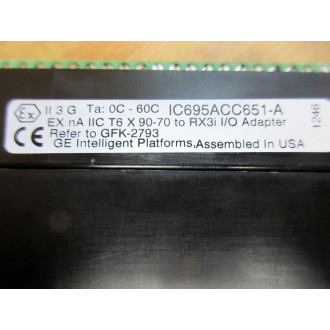 Ex II 3 G Ta: 0C - 60C IC695ACC651-A
EX nA IIC T6 X 90-70 to RX3i I/O Adapter
Refer to GFK-2793
GE Intelligent Platforms,Assembled In USA
1246